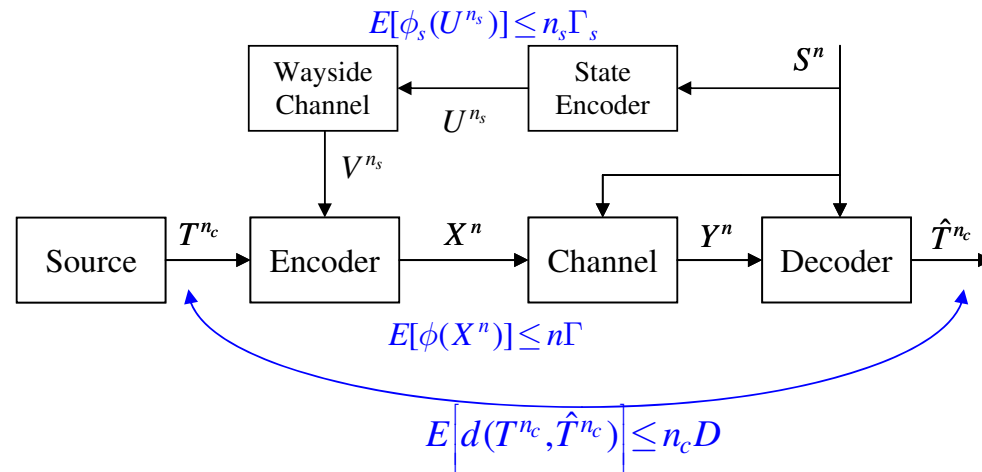 E[ϕ_s(U^{n_s})] ≤ n_sΓ_s
S^n
Wayside
Channel
State
Encoder
U^{n_s}
V^{n_s}
Source
T^{n_c}
Encoder
X^n
Channel
Y^n
Decoder
T̂^{n_c}
E[ϕ(X^n)] ≤ nΓ
E[d(T^{n_c}, T̂^{n_c})] ≤ n_cD